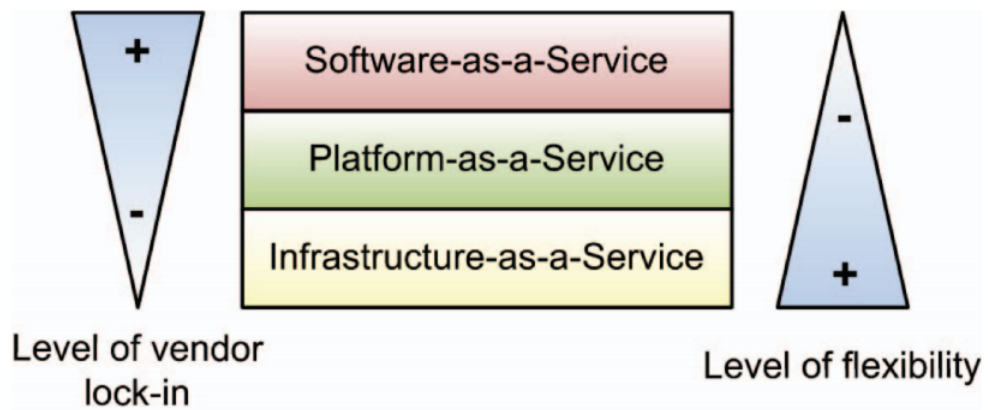 +
-
Software-as-a-Service
Platform-as-a-Service
Infrastructure-as-a-Service
-
+
Level of vendor
lock-in
Level of flexibility